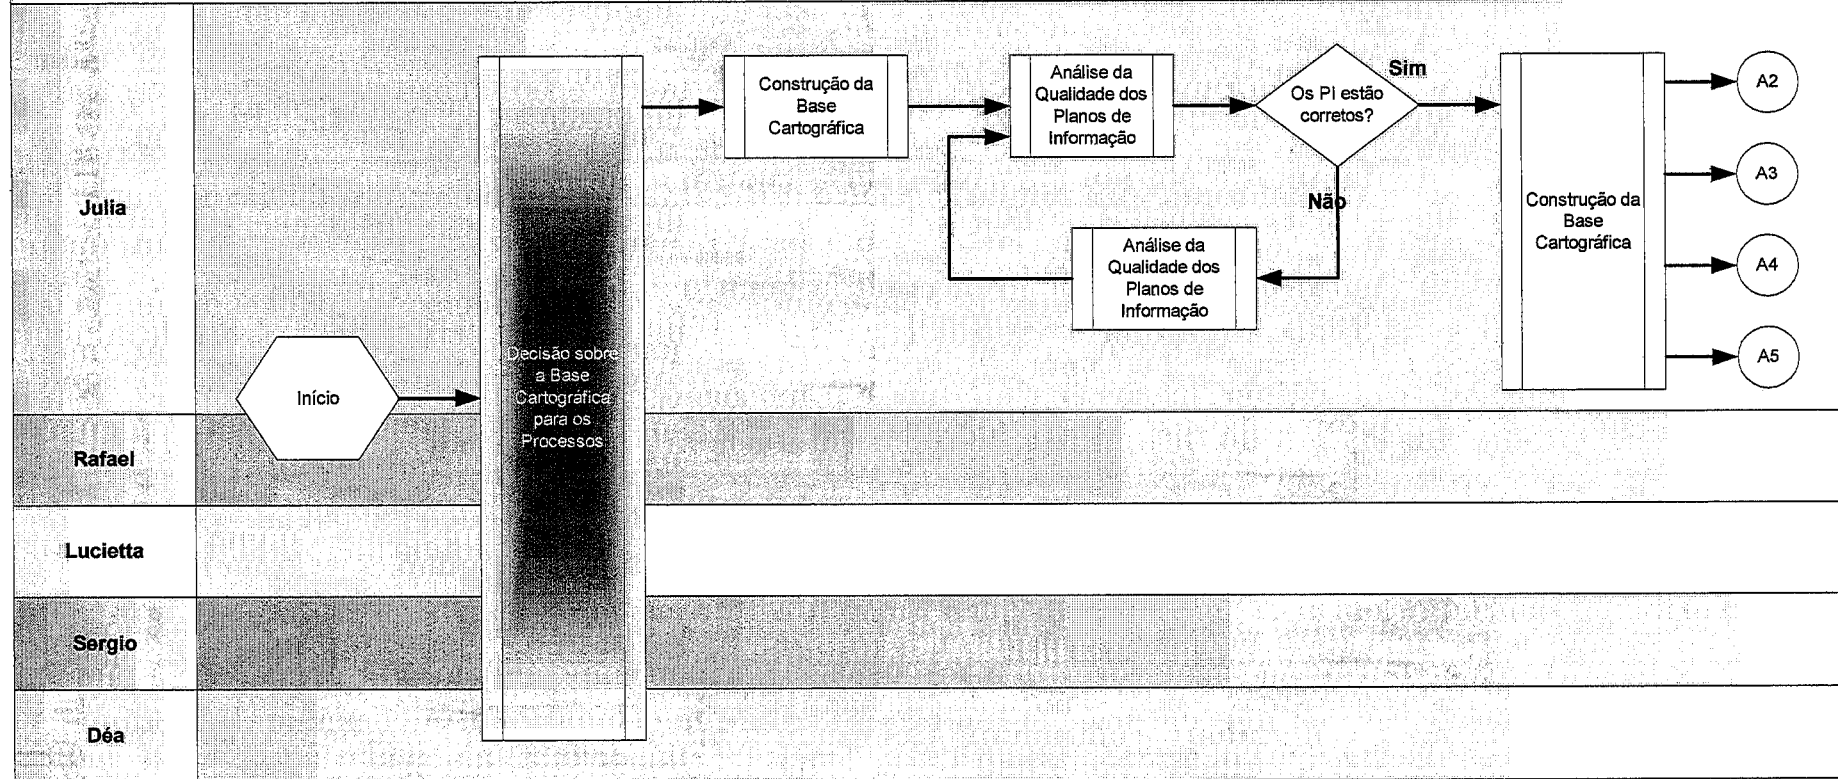 Julia
Início
Decisão sobre
a Base
Cartográfica
para os
Processos
Construção da
Base
Cartográfica
Análise da
Qualidade dos
Planos de
Informação
Os PI estão
corretos?
Sim
Não
Análise da
Qualidade dos
Planos de
Informação
Construção da
Base
Cartográfica
A2
A3
A4
A5
Rafael
Lucietta
Sergio
Déa